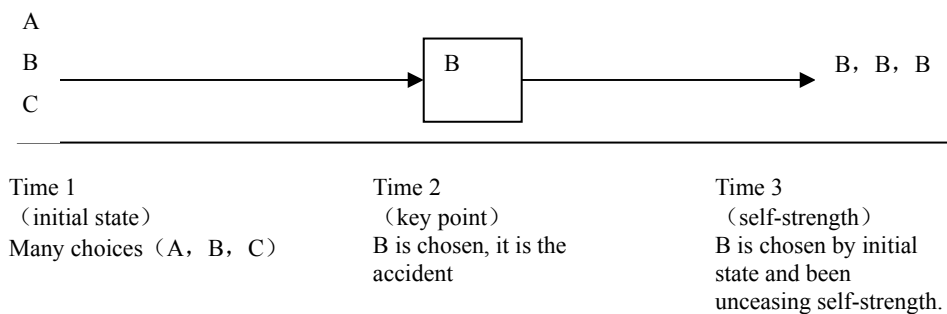 A
B
C
B
B，B，B
Time 1
（initial state）
Many choices（A，B，C）
Time 2
（key point）
B is chosen, it is the
accident
Time 3
（self-strength）
B is chosen by initial
state and been
unceasing self-strength.